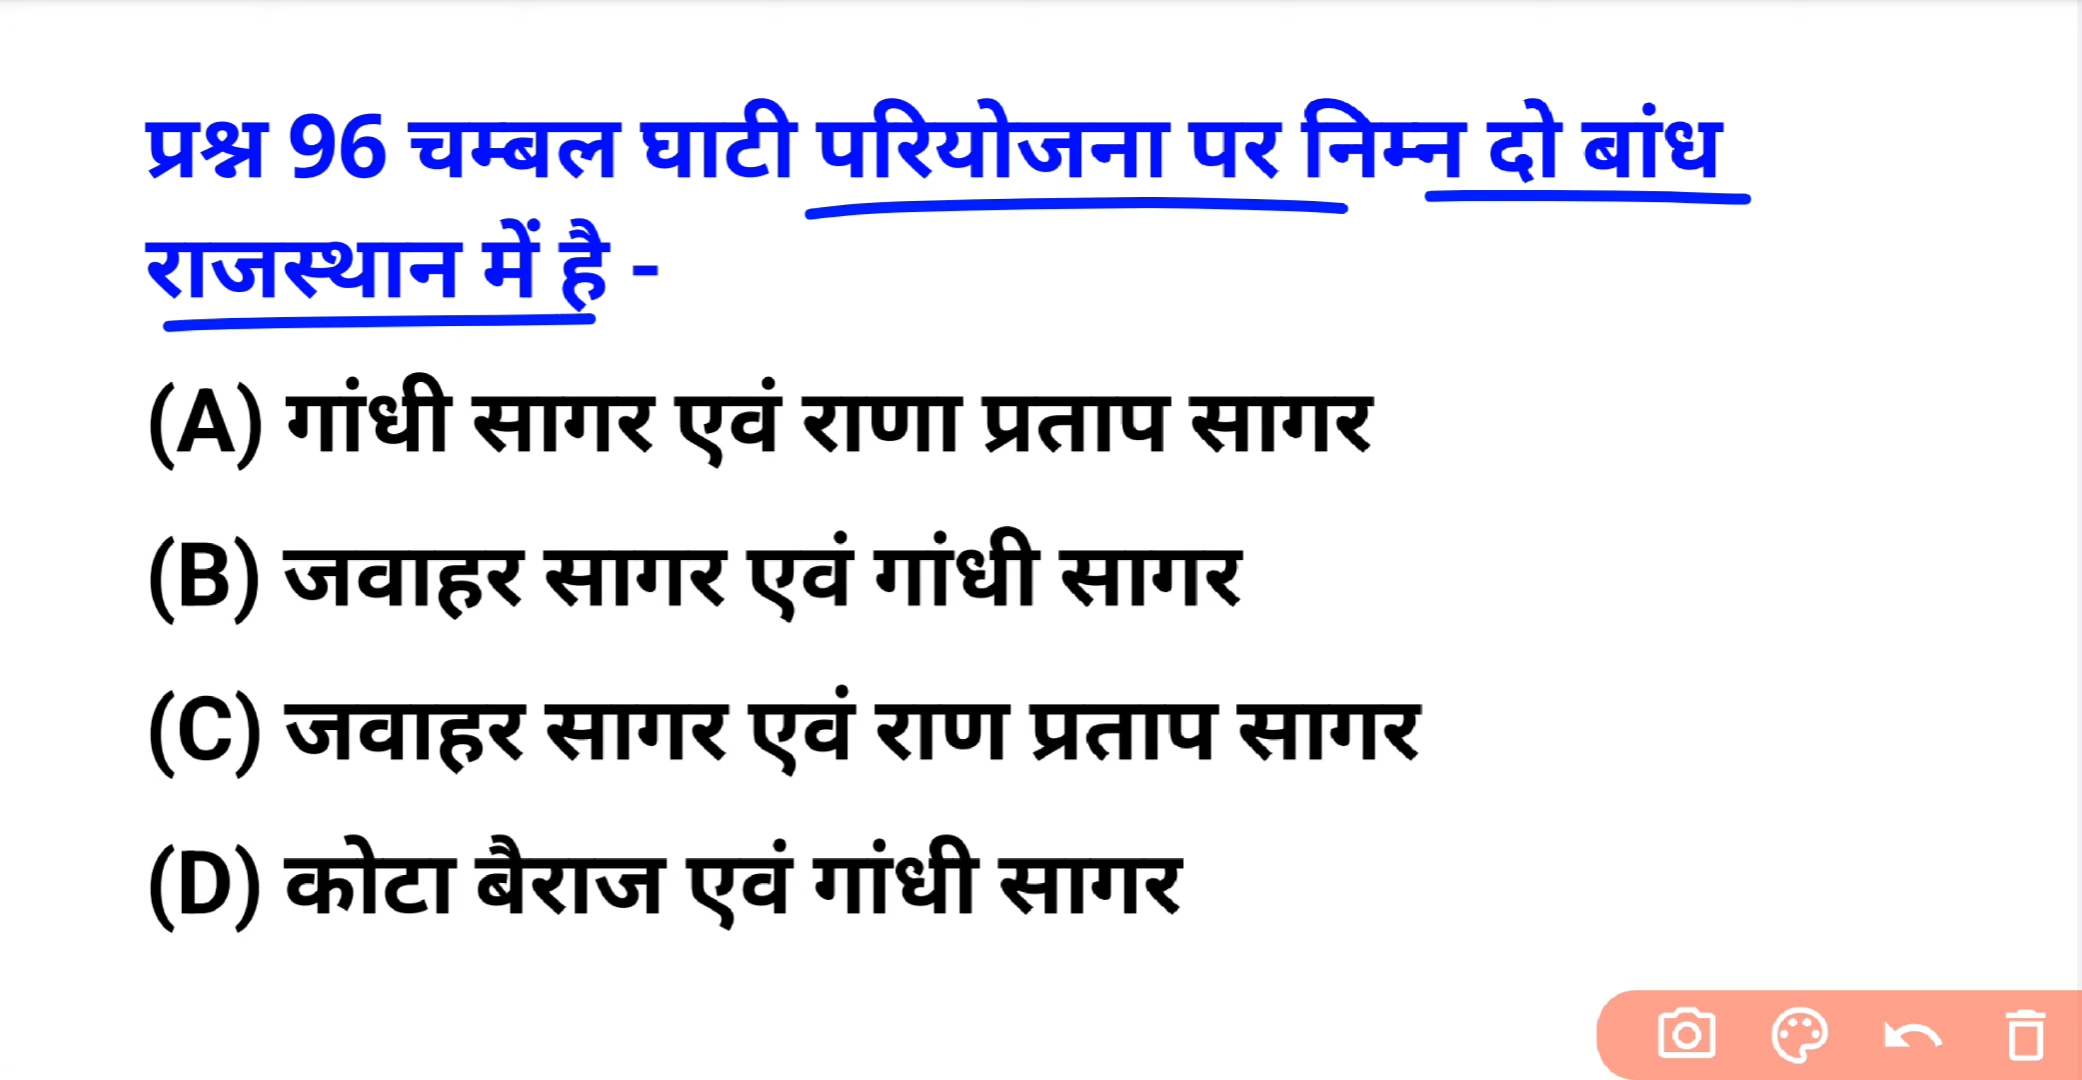 प्रश्न 96 चम्बल घाटी परियोजना पर निम्न दो बांध
राजस्थान में है -
(A) गांधी सागर एवं राणा प्रताप सागर
(B) जवाहर सागर एवं गांधी सागर
(C) जवाहर सागर एवं राण प्रताप सागर
(D) कोटा बैराज एवं गांधी सागर